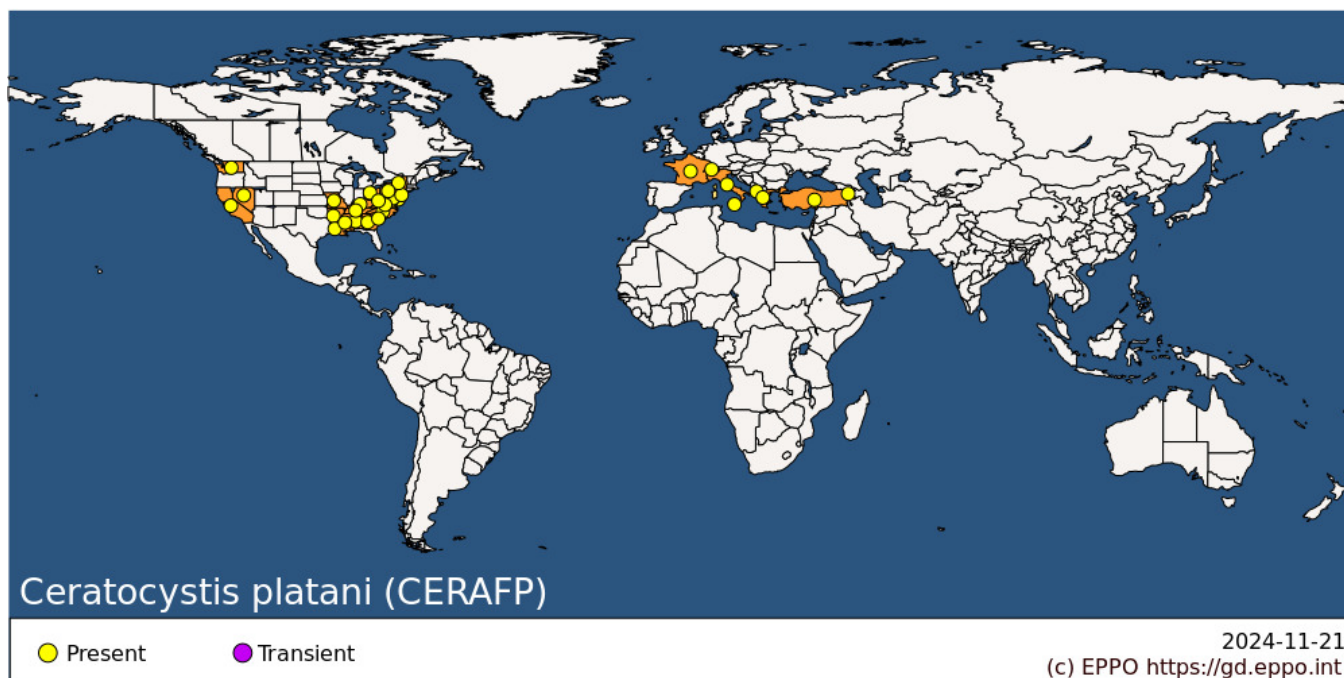 Ceratocystis platani (CERAFP)
Present
Transient
2024-11-21
(c) EPPO https://gd.eppo.int